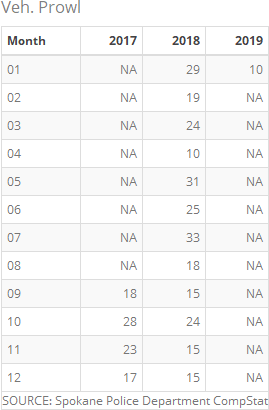 Veh. Prowl
Month 2017 2018 2019
01 NA 29 10
02 NA 19 NA
03 NA 24 NA
04 NA 10 NA
05 NA 31 NA
06 NA 25 NA
07 NA 33 NA
08 NA 18 NA
09 18 15 NA
10 28 24 NA
11 23 15 NA
12 17 15 NA
SOURCE: Spokane Police Department CompStat